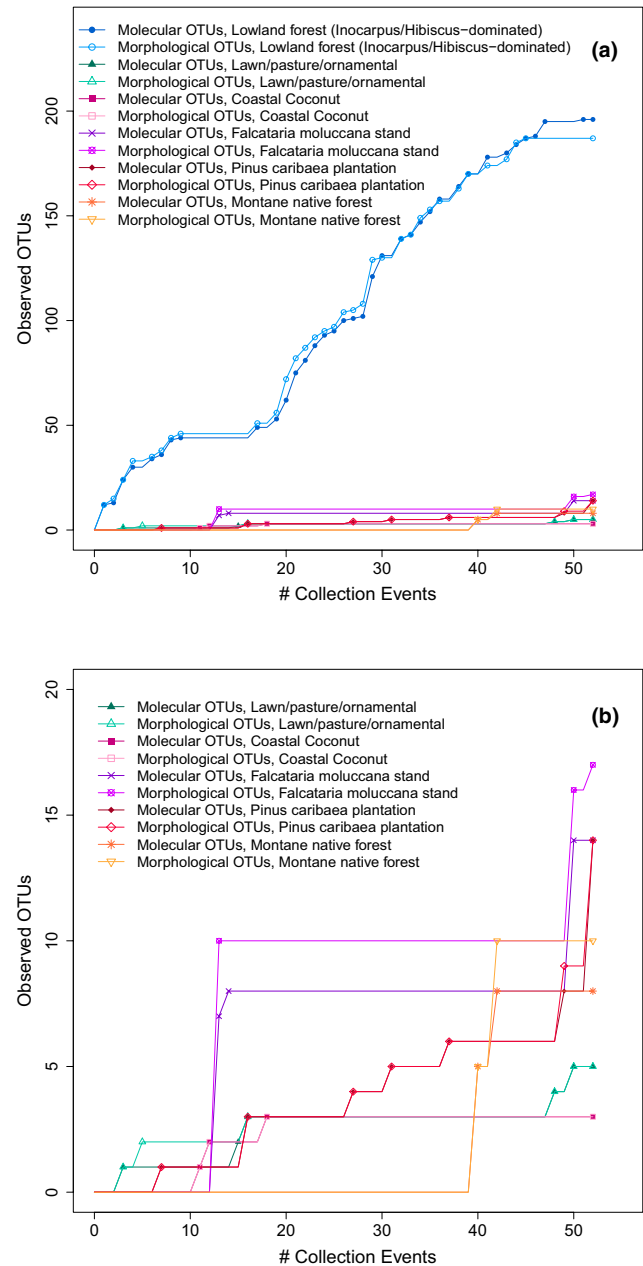 Molecular OTUs, Lowland forest (Inocarpus/Hibiscus−dominated)
Morphological OTUs, Lowland forest (Inocarpus/Hibiscus−dominated)
Molecular OTUs, Lawn/pasture/ornamental
Morphological OTUs, Lawn/pasture/ornamental
Molecular OTUs, Coastal Coconut
Morphological OTUs, Coastal Coconut
Molecular OTUs, Falcataria moluccana stand
Morphological OTUs, Falcataria moluccana stand
Molecular OTUs, Pinus caribaea plantation
Morphological OTUs, Pinus caribaea plantation
Molecular OTUs, Montane native forest
Morphological OTUs, Montane native forest
(a)
Observed OTUs
200
150
100
50
0
0 10 20 30 40 50
# Collection Events
Molecular OTUs, Lawn/pasture/ornamental
Morphological OTUs, Lawn/pasture/ornamental
Molecular OTUs, Coastal Coconut
Morphological OTUs, Coastal Coconut
Molecular OTUs, Falcataria moluccana stand
Morphological OTUs, Falcataria moluccana stand
Molecular OTUs, Pinus caribaea plantation
Morphological OTUs, Pinus caribaea plantation
Molecular OTUs, Montane native forest
Morphological OTUs, Montane native forest
(b)
Observed OTUs
20
15
10
5
0
0 10 20 30 40 50
# Collection Events